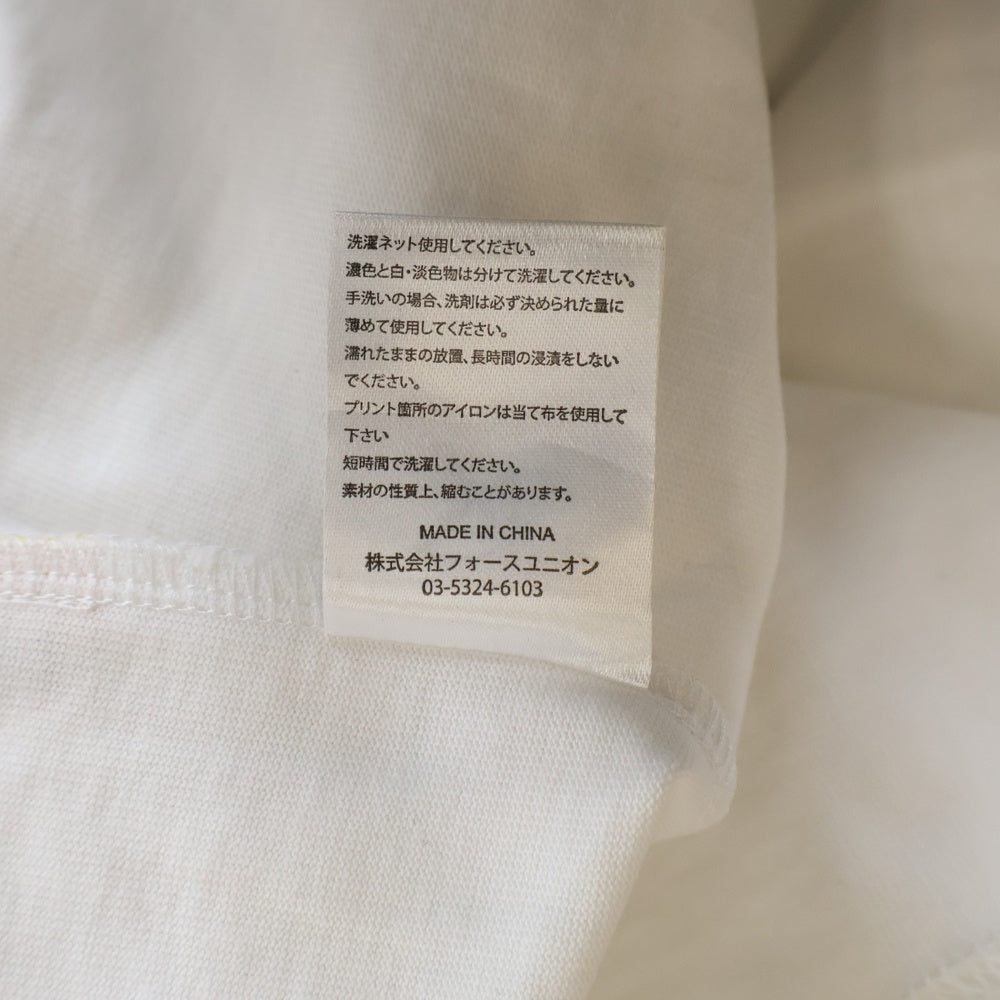 洗濯ネット使用してください。
濃色と白・淡色物は分けて洗濯してください。
手洗いの場合、洗剤は必ず決められた量に
薄めて使用してください。
濡れたままの放置、長時間の浸漬をしない
でください。
プリント箇所のアイロンは当て布を使用して
下さい
短時間で洗濯してください。
素材の性質上、縮むことがあります。
MADE IN CHINA
株式会社フォースユニオン
03-5324-6103